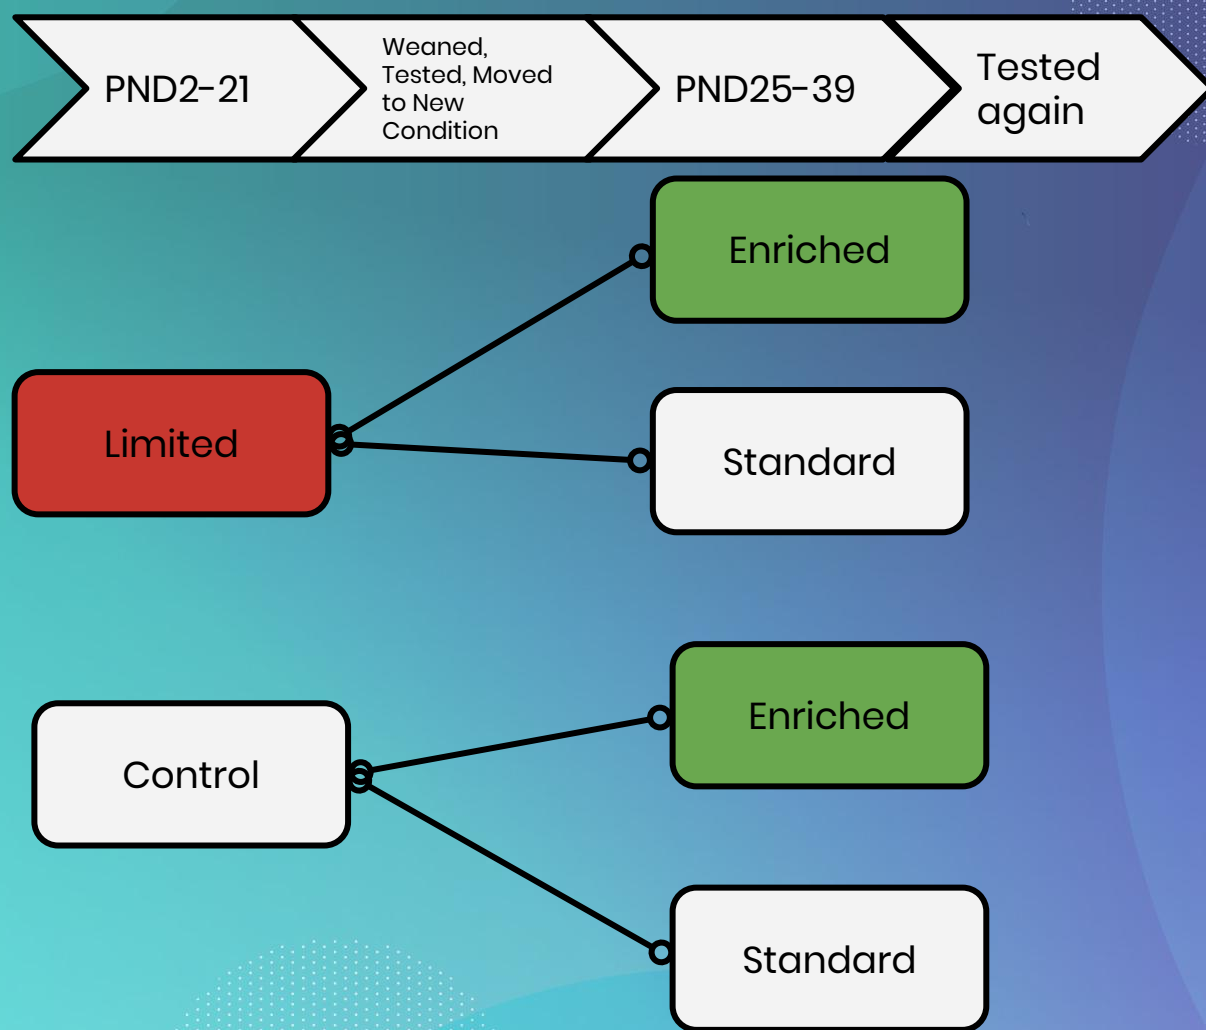 PND2-21
Weaned,
Tested, Moved
to New
Condition
PND25-39
Tested
again
Enriched
Limited
Standard
Enriched
Control
Standard